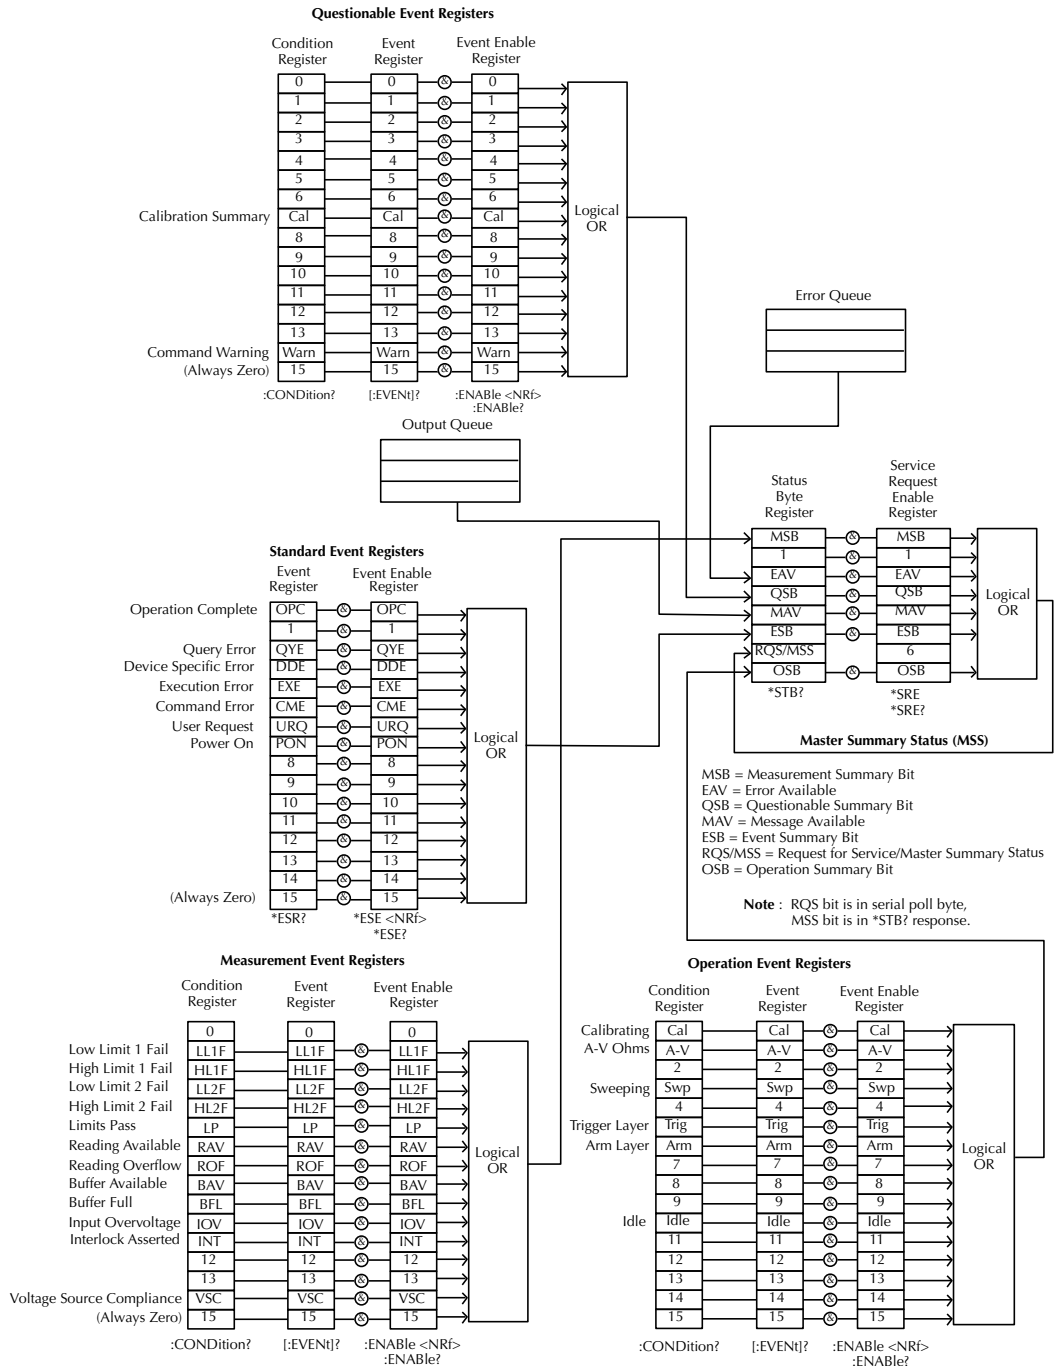 Questionable Event Registers
Condition Register
Event Register
Event Enable Register
0 0 0
1 1 1
2 2 2
3 3 3
4 4 4
5 5 5
6 6 6
Calibration Summary Cal Cal Cal
8 8 8
9 9 9
10 10 10
11 11 11
12 12 12
13 13 13
Command Warning Warn Warn Warn
(Always Zero) 15 15 15
& & & & & & & & & & & & & & & &
Logical OR
:CONDition? [:EVENt]? :ENABle <NRf>
:ENABle?
Error Queue
Output Queue
Status Byte Register
Service Request Enable Register
MSB & MSB
1 & 1
EAV & EAV
QSB & QSB
MAV & MAV
ESB & ESB
RQS/MSS 6
OSB & OSB
Logical OR
*STB? *SRE
*SRE?
Master Summary Status (MSS)
MSB = Measurement Summary Bit
EAV = Error Available
QSB = Questionable Summary Bit
MAV = Message Available
ESB = Event Summary Bit
RQS/MSS = Request for Service/Master Summary Status
OSB = Operation Summary Bit
Note : RQS bit is in serial poll byte,
MSS bit is in *STB? response.
Standard Event Registers
Event Register
Event Enable Register
Operation Complete OPC & OPC
1 & 1
Query Error QYE & QYE
Device Specific Error DDE & DDE
Execution Error EXE & EXE
Command Error CME & CME
User Request URQ & URQ
Power On PON & PON
8 & 8
9 & 9
10 & 10
11 & 11
12 & 12
13 & 13
14 & 14
(Always Zero) 15 & 15
Logical OR
*ESR? *ESE <NRf>
*ESE?
Measurement Event Registers
Condition Register
Event Register
Event Enable Register
0 0 0
Low Limit 1 Fail LL1F LL1F & LL1F
High Limit 1 Fail HL1F HL1F & HL1F
Low Limit 2 Fail LL2F LL2F & LL2F
High Limit 2 Fail HL2F HL2F & HL2F
Limits Pass LP LP & LP
Reading Available RAV RAV & RAV
Reading Overflow ROF ROF & ROF
Buffer Available BAV BAV & BAV
Buffer Full BFL BFL & BFL
Input Overvoltage IOV IOV & IOV
Interlock Asserted INT INT & INT
12 12 & 12
13 13 & 13
Voltage Source Compliance VSC VSC & VSC
(Always Zero) 15 15 & 15
Logical OR
:CONDition? [:EVENt]? :ENABle <NRf>
:ENABle?
Operation Event Registers
Condition Register
Event Register
Event Enable Register
Calibrating Cal Cal & Cal
A-V Ohms A-V A-V & A-V
2 2 & 2
Sweeping Swp Swp & Swp
4 4 & 4
Trigger Layer Trig Trig & Trig
Arm Layer Arm Arm & Arm
7 7 & 7
8 8 & 8
9 9 & 9
Idle Idle Idle & Idle
11 11 & 11
12 12 & 12
13 13 & 13
14 14 & 14
15 15 & 15
Logical OR
:CONDition? [:EVENt]? :ENABle <NRf>
:ENABle?